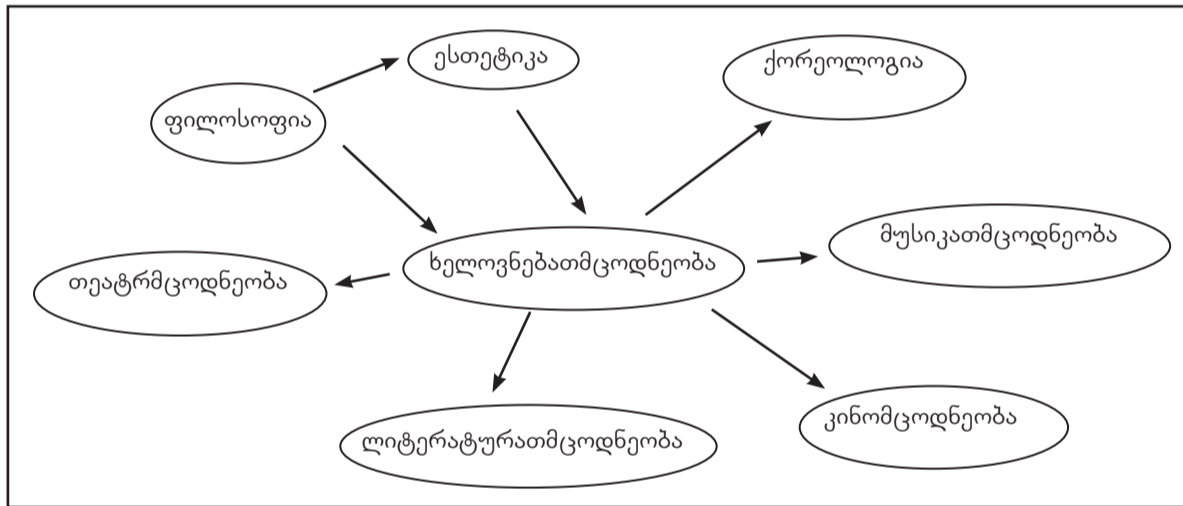 ესთეტიკა
ქორეოლოგია
ფილოსოფია
მუსიკათმცოდნეობა
ხელოვნებათმცოდნეობა
თეატრმცოდნეობა
კინომცოდნეობა
ლიტერატურათმცოდნეობა